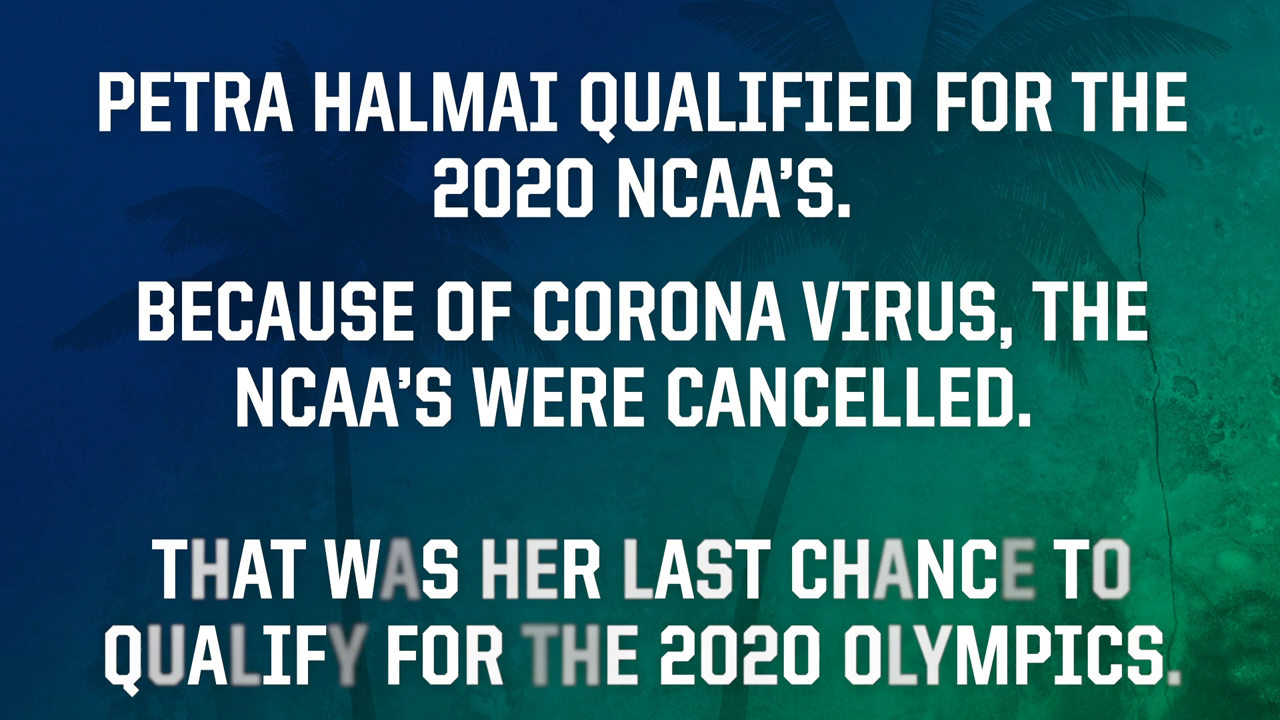 PETRA HALMAI QUALIFIED FOR THE
2020 NCAA'S.
BECAUSE OF CORONA VIRUS, THE
NCAA'S WERE CANCELLED.
THAT WAS HER LAST CHANCE TO
QUALIFY FOR THE 2020 OLYMPICS.